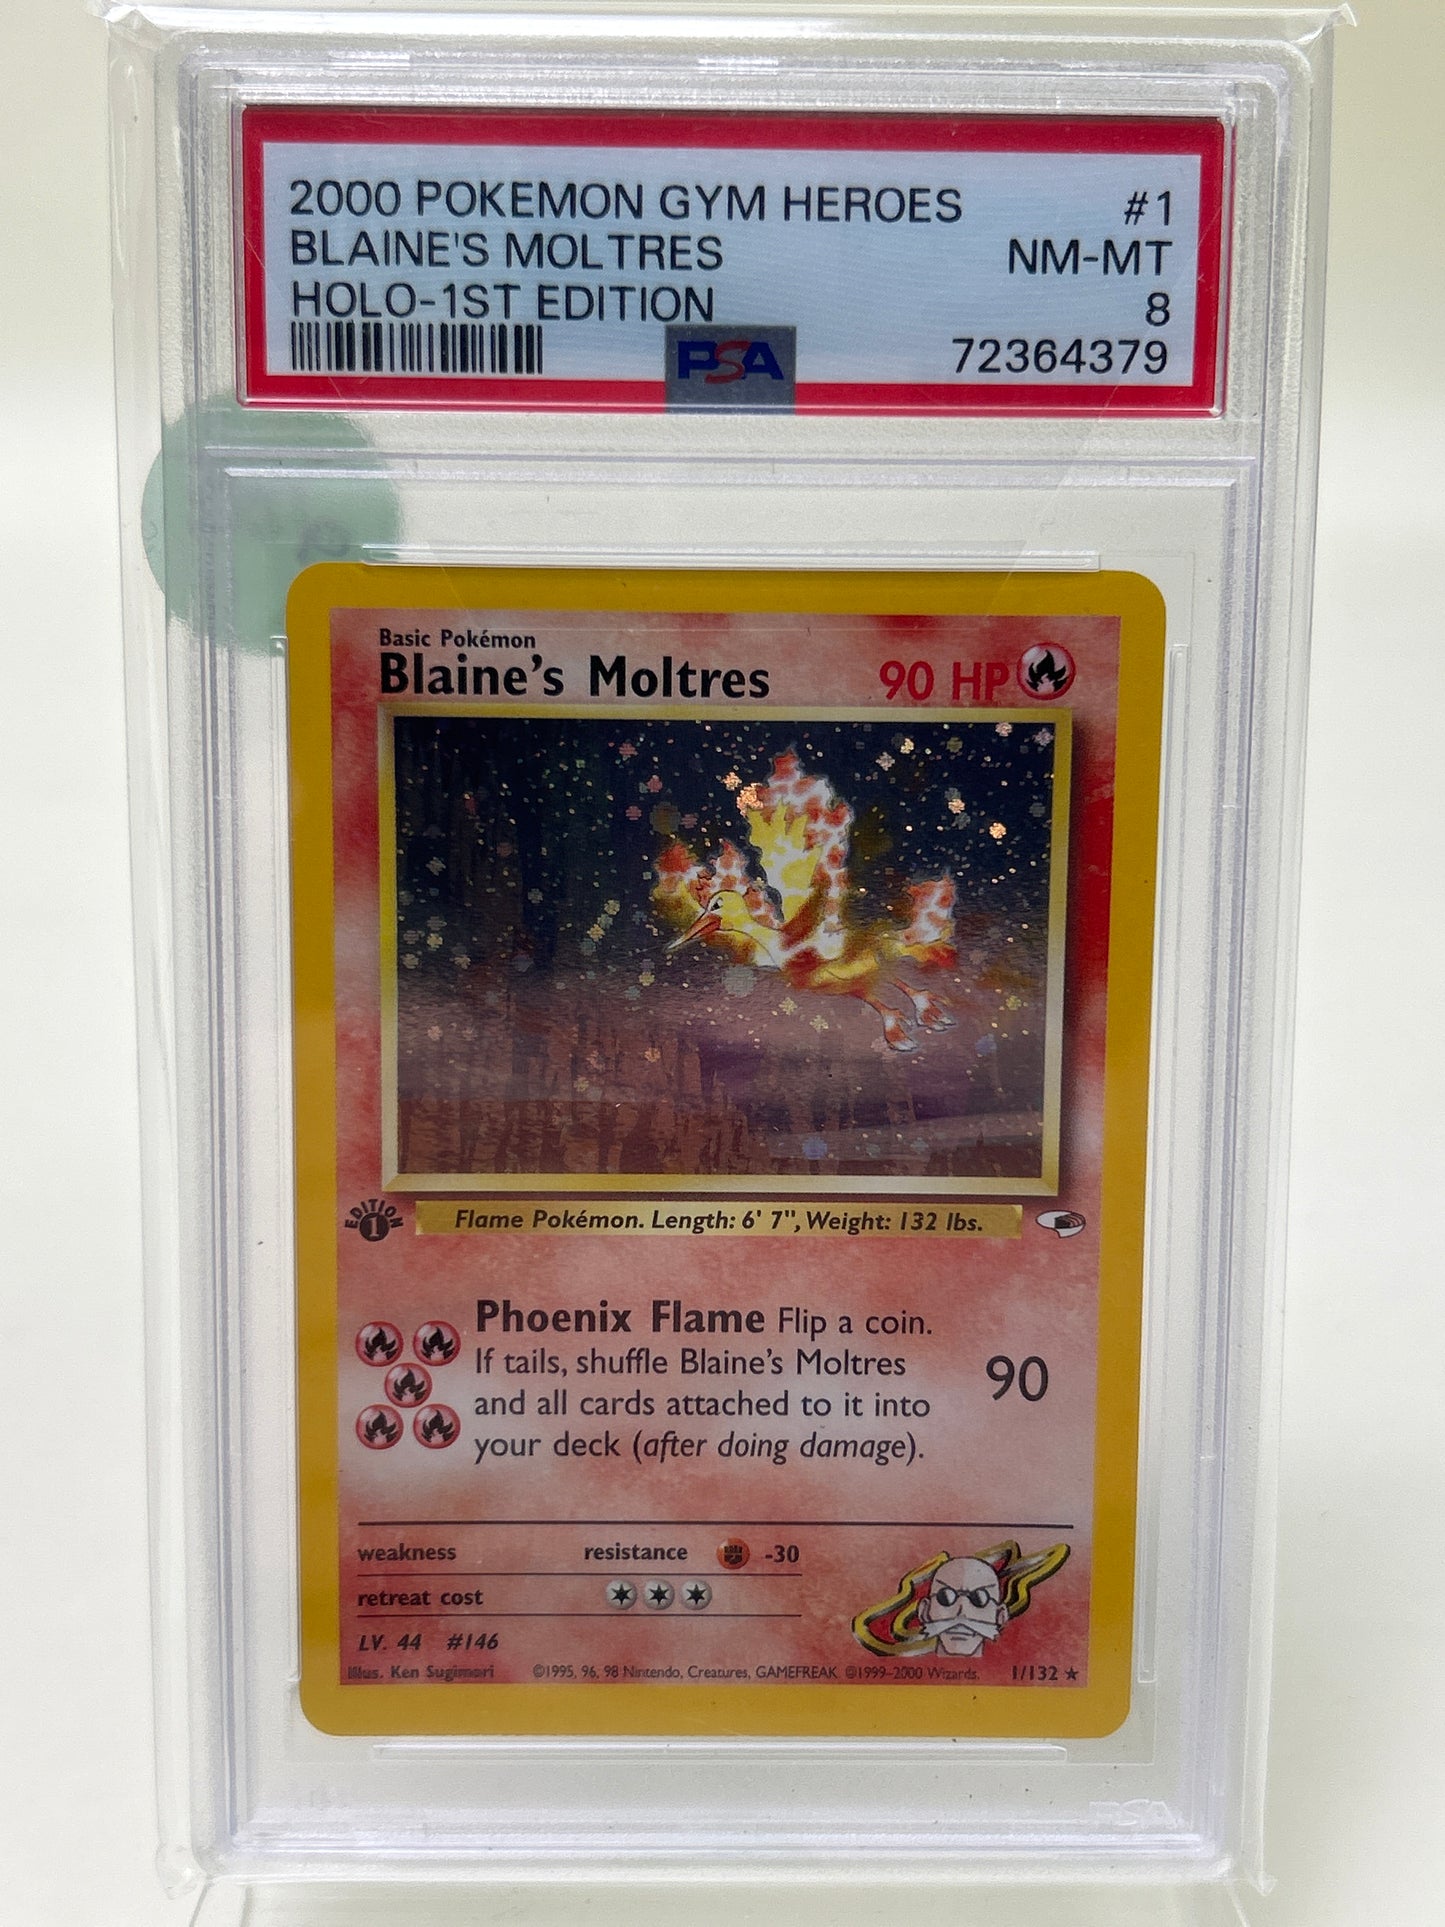 2000 POKEMON GYM HEROES #1
BLAINE'S MOLTRES NM-MT
HOLO-1ST EDITION 8
PSA 72364379
Basic Pokémon
Blaine's Moltres 90 HP
EDITION 1
Flame Pokémon. Length: 6' 7", Weight: 132 lbs.
Phoenix Flame Flip a coin.
If tails, shuffle Blaine's Moltres
and all cards attached to it into
your deck (after doing damage).
90
weakness resistance -30
retreat cost
LV. 44 #146
Illus. Ken Sugimori ©1995, 96, 98 Nintendo, Creatures, GAMEFREAK. ©1999-2000 Wizards. 1/132 ★
PSA